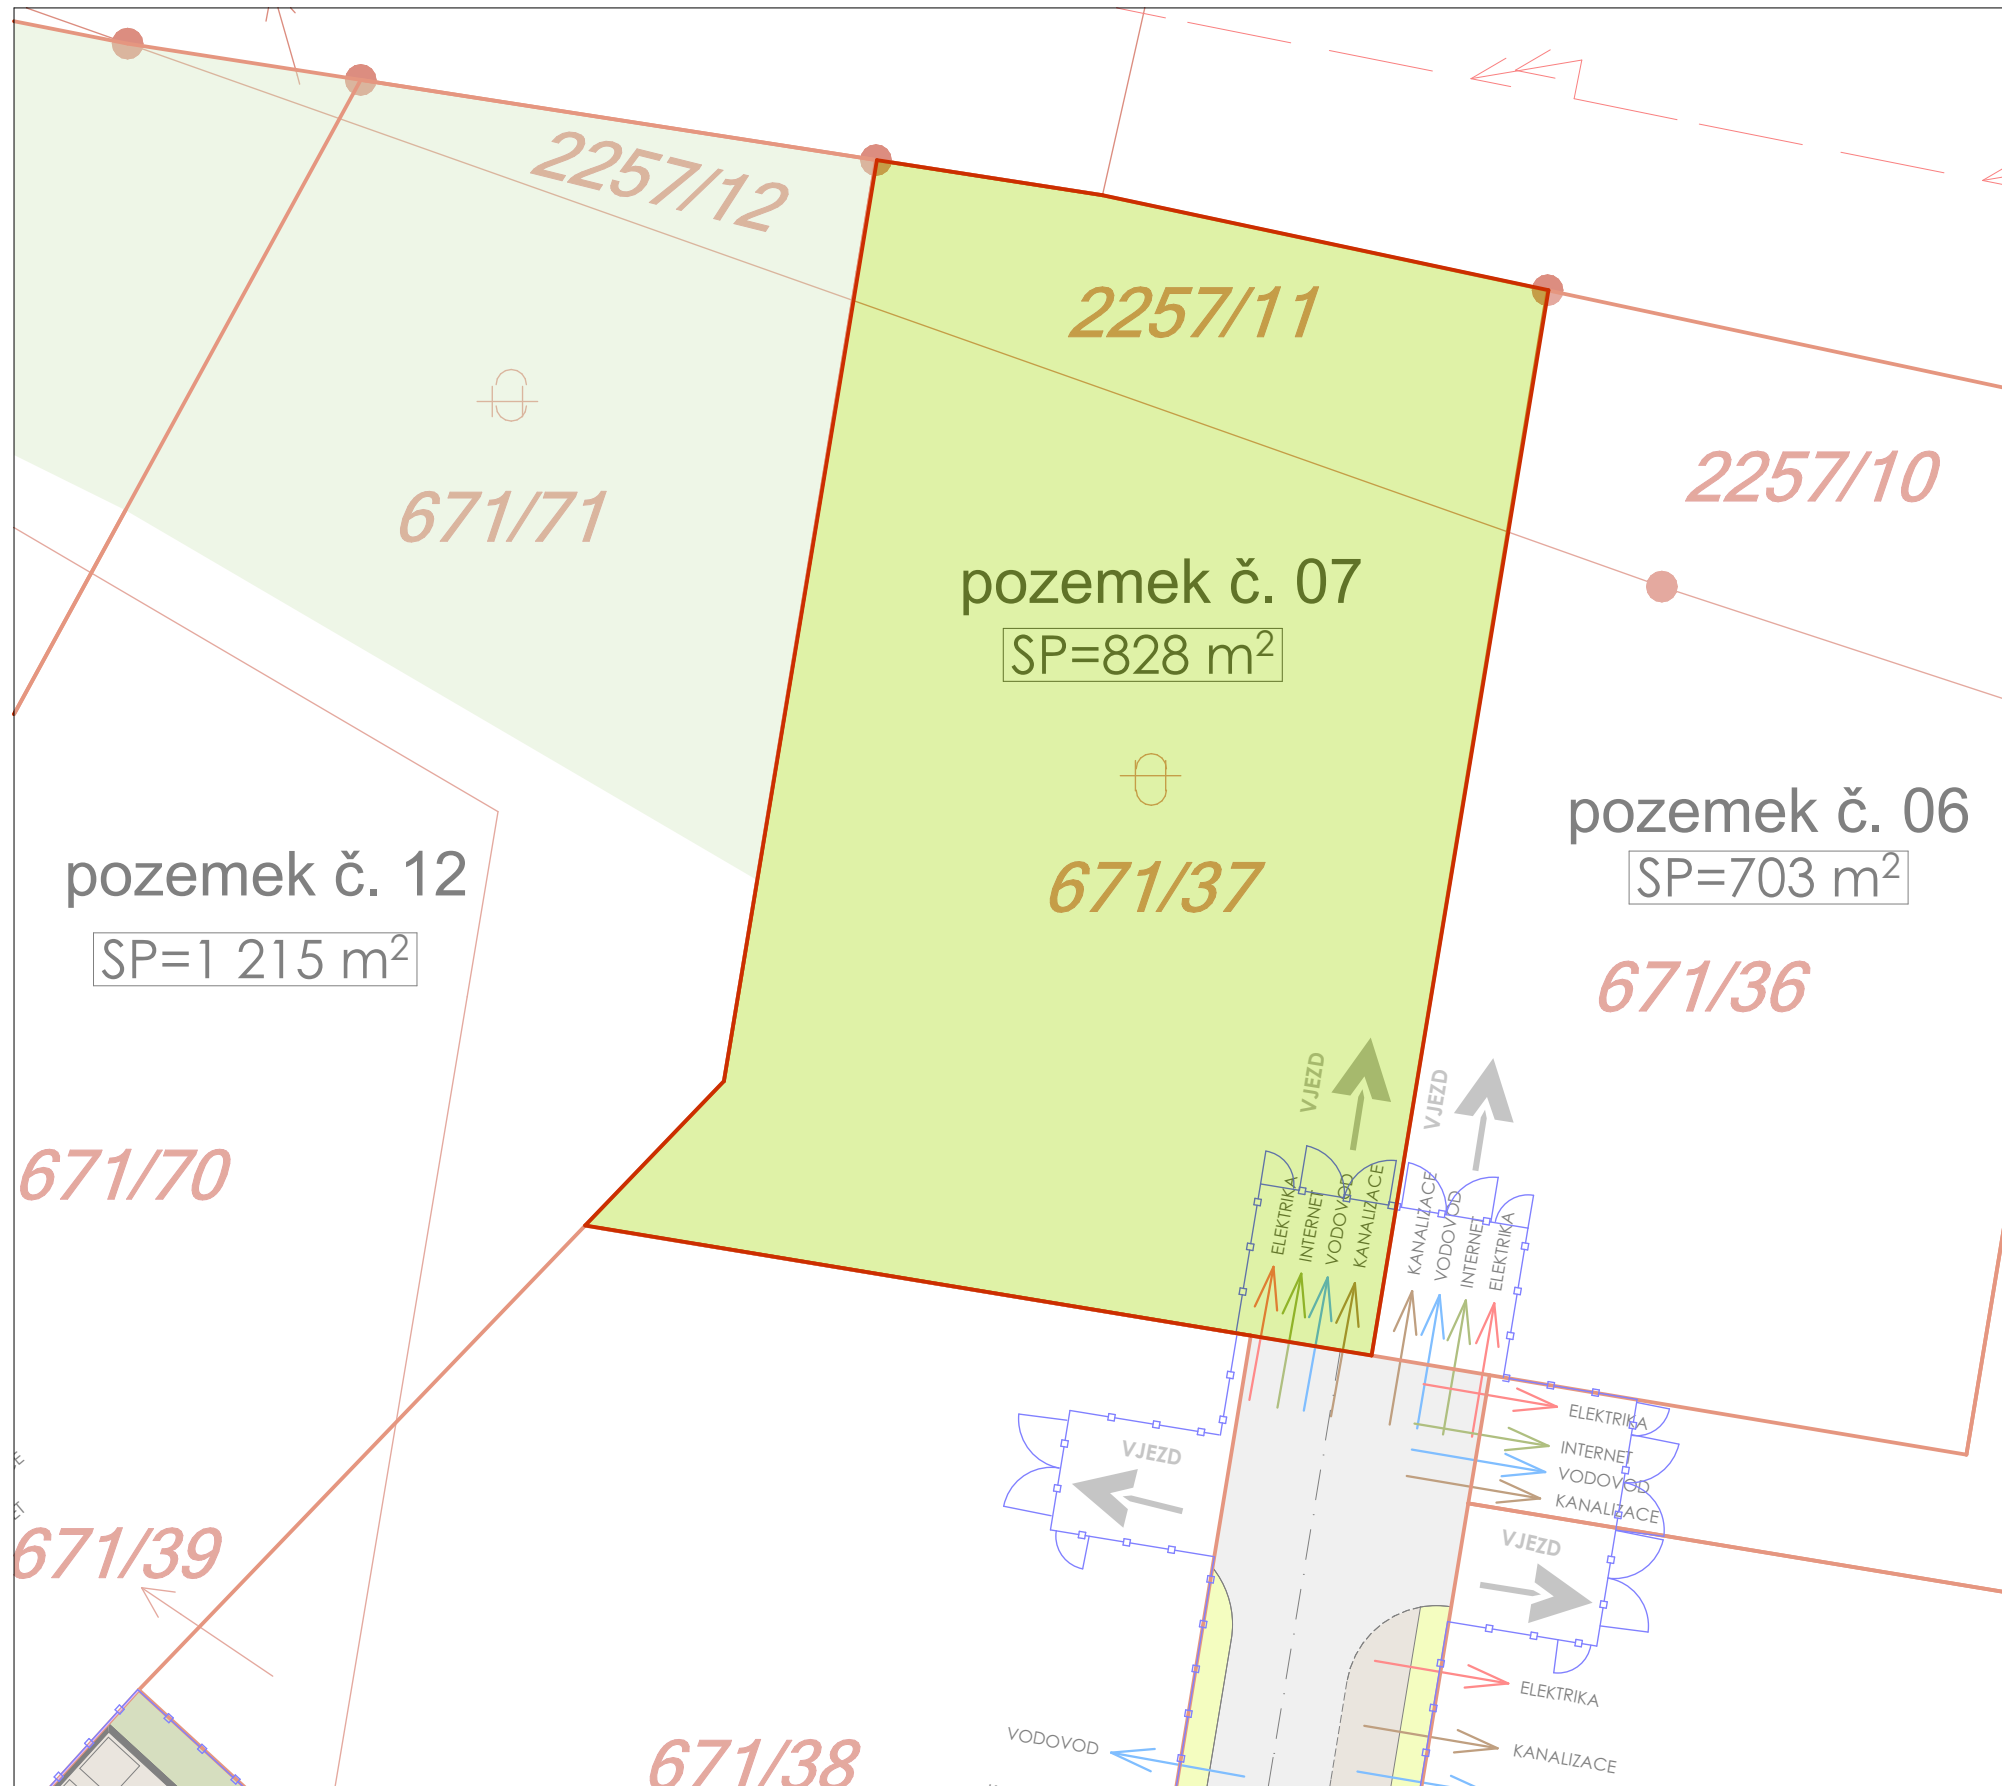 2257/12
2257/11
2257/10
671/71
pozemek č. 07
SP=828 m²
pozemek č. 06
SP=703 m²
671/37
pozemek č. 12
SP=1 215 m²
671/36
671/70
VJEZD
VJEZD
ELEKTRIKA
INTERNET
VODOVOD
KANALIZACE
KANALIZACE
VODOVOD
INTERNET
ELEKTRIKA
ELEKTRIKA
INTERNET
VODOVOD
KANALIZACE
VJEZD
VJEZD
671/39
ELEKTRIKA
VODOVOD
KANALIZACE
671/38